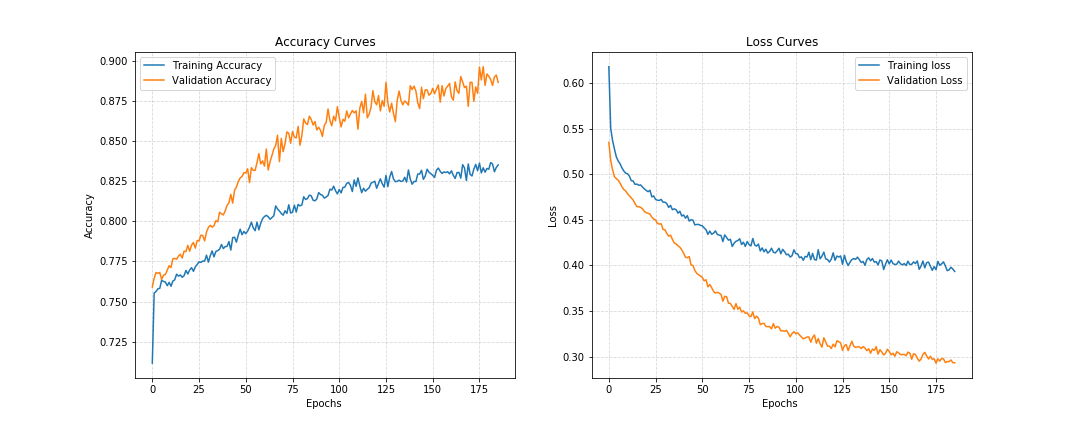 Accuracy Curves
Training Accuracy
Validation Accuracy
0.900
0.875
0.850
0.825
0.800
0.775
0.750
0.725
Accuracy
0 25 50 75 100 125 150 175
Epochs
Loss Curves
Training loss
Validation Loss
0.60
0.55
0.50
0.45
0.40
0.35
0.30
Loss
0 25 50 75 100 125 150 175
Epochs